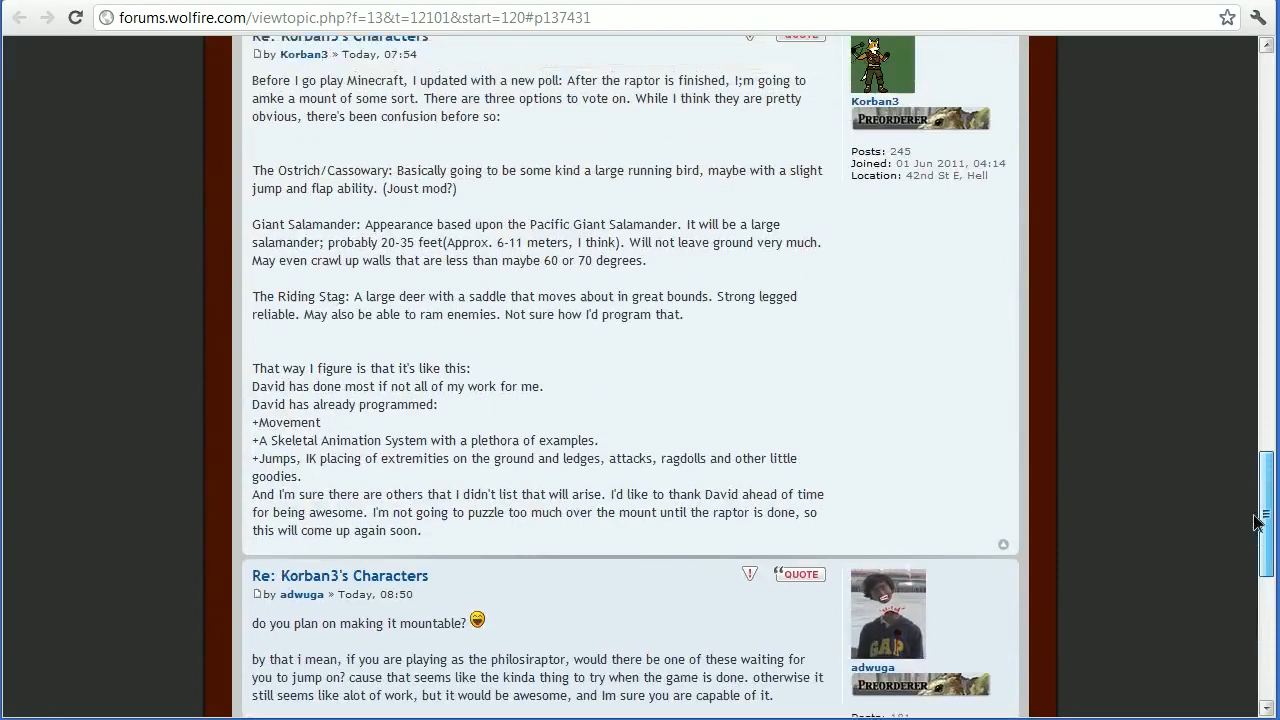 forums.wolfire.com/viewtopic.php?f=13&t=12101&start=120#p137431
Re: Korban3's Characters
QUOTE
by Korban3 » Today, 07:54
Before I go play Minecraft, I updated with a new poll: After the raptor is finished, I;m going to
amke a mount of some sort. There are three options to vote on. While I think they are pretty
obvious, there's been confusion before so:
The Ostrich/Cassowary: Basically going to be some kind a large running bird, maybe with a slight
jump and flap ability. (Joust mod?)
Giant Salamander: Appearance based upon the Pacific Giant Salamander. It will be a large
salamander; probably 20-35 feet(Approx. 6-11 meters, I think). Will not leave ground very much.
May even crawl up walls that are less than maybe 60 or 70 degrees.
The Riding Stag: A large deer with a saddle that moves about in great bounds. Strong legged
reliable. May also be able to ram enemies. Not sure how I'd program that.
That way I figure is that it's like this:
David has done most if not all of my work for me.
David has already programmed:
+Movement
+A Skeletal Animation System with a plethora of examples.
+Jumps, IK placing of extremities on the ground and ledges, attacks, ragdolls and other little
goodies.
And I'm sure there are others that I didn't list that will arise. I'd like to thank David ahead of time
for being awesome. I'm not going to puzzle too much over the mount until the raptor is done, so
this will come up again soon.
Korban3
PREORDERER
Posts: 245
Joined: 01 Jun 2011, 04:14
Location: 42nd St E, Hell
Re: Korban3's Characters
QUOTE
by adwuga » Today, 08:50
do you plan on making it mountable?
by that i mean, if you are playing as the philosiraptor, would there be one of these waiting for
you to jump on? cause that seems like the kinda thing to try when the game is done. otherwise it
still seems like alot of work, but it would be awesome, and Im sure you are capable of it.
GAP
adwuga
PREORDERER
Posts: 181